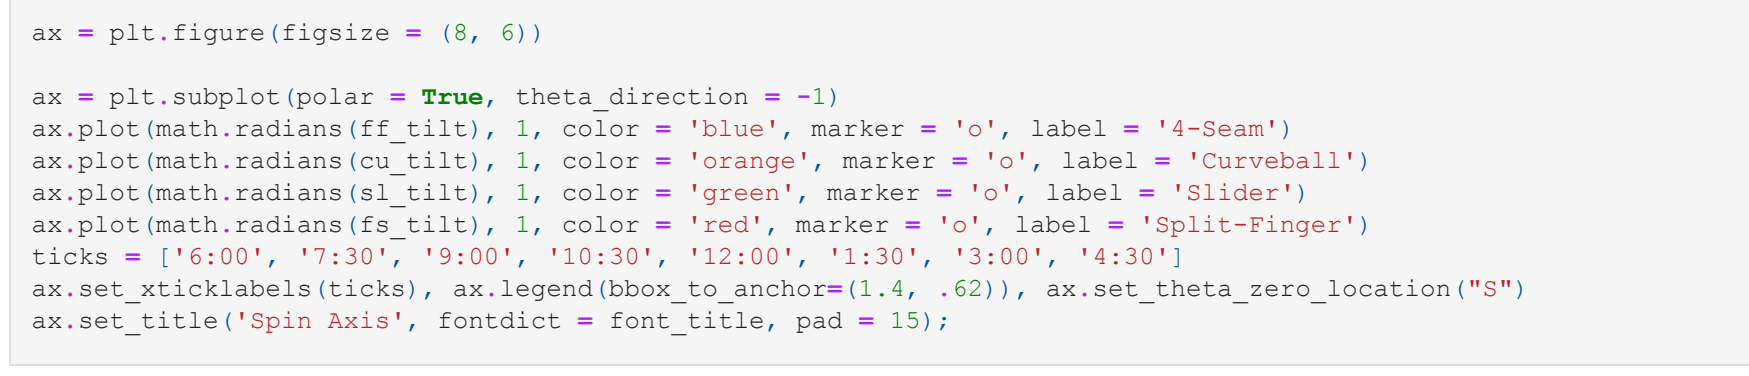 ax = plt.figure(figsize = (8, 6))
ax = plt.subplot(polar = True, theta_direction = -1)
ax.plot(math.radians(ff_tilt), 1, color = 'blue', marker = 'o', label = '4-Seam')
ax.plot(math.radians(cu_tilt), 1, color = 'orange', marker = 'o', label = 'Curveball')
ax.plot(math.radians(sl_tilt), 1, color = 'green', marker = 'o', label = 'Slider')
ax.plot(math.radians(fs_tilt), 1, color = 'red', marker = 'o', label = 'Split-Finger')
ticks = ['6:00', '7:30', '9:00', '10:30', '12:00', '1:30', '3:00', '4:30']
ax.set_xticklabels(ticks), ax.legend(bbox_to_anchor=(1.4, .62)), ax.set_theta_zero_location("S")
ax.set_title('Spin Axis', fontdict = font_title, pad = 15);